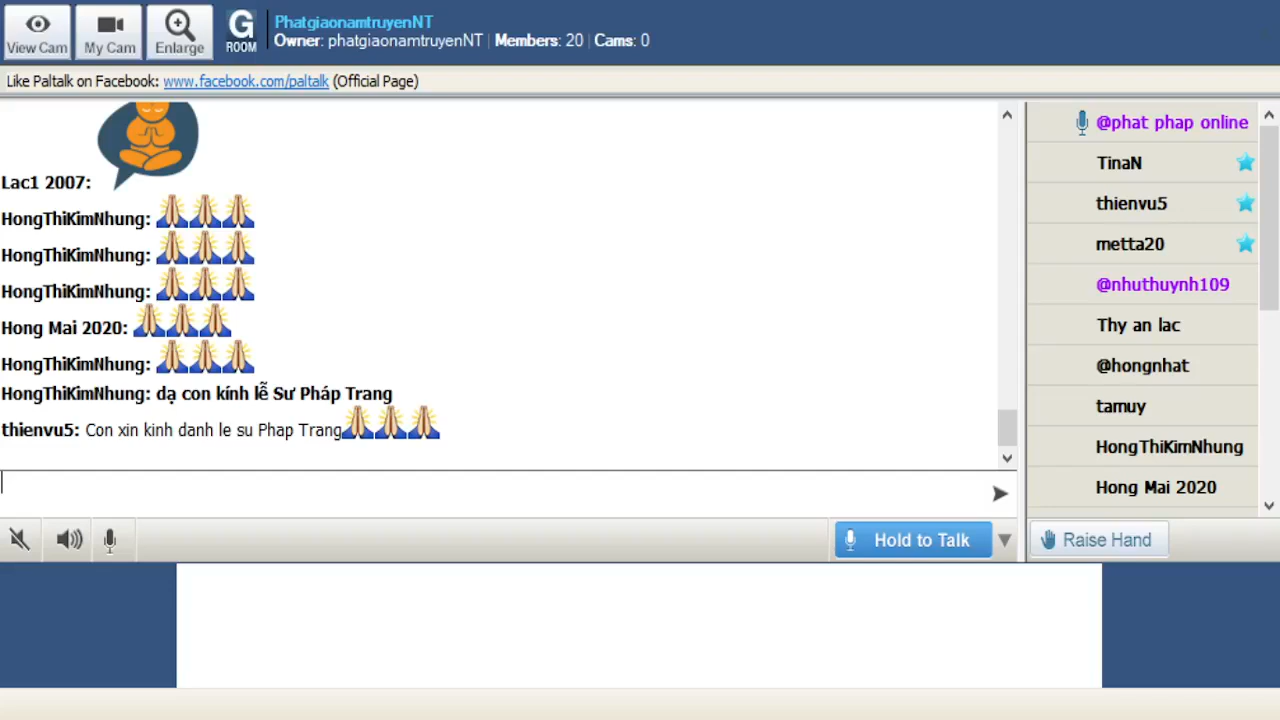 View Cam
My Cam
Enlarge
G
ROOM
PhatgiaonamtruyenNT
Owner: phatgiaonamtruyenNT | Members: 20 | Cams: 0
Like Paltalk on Facebook: www.facebook.com/paltalk (Official Page)
Lac1 2007:
HongThiKimNhung:
HongThiKimNhung:
HongThiKimNhung:
Hong Mai 2020:
HongThiKimNhung:
HongThiKimNhung: dạ con kính lễ Sư Pháp Trang
thienvu5: Con xin kinh danh le su Phap Trang
@phat phap online
TinaN
thienvu5
metta20
@nhuthuynh109
Thy an lac
@hongnhat
tamuy
HongThiKimNhung
Hong Mai 2020
Hold to Talk
Raise Hand